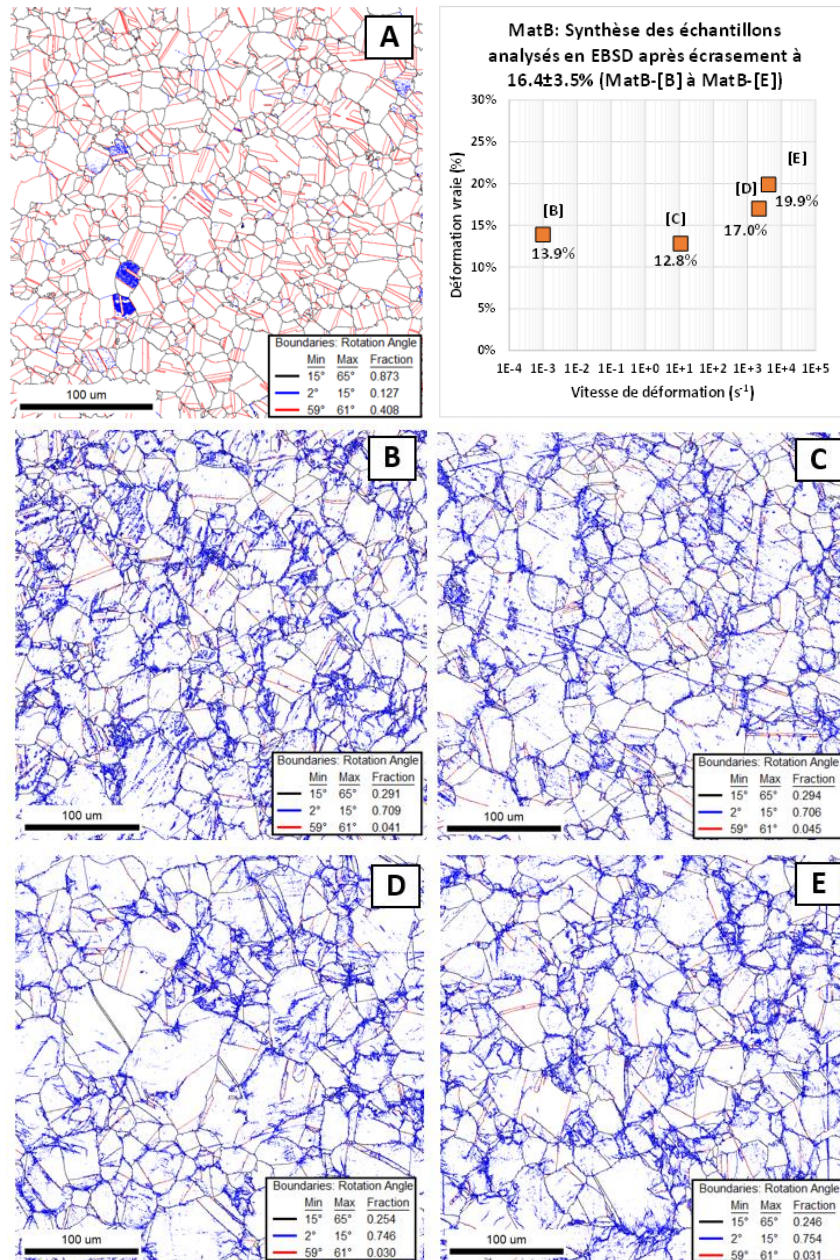 A
Boundaries: Rotation Angle
Min Max Fraction
15° 65° 0.873
2° 15° 0.127
59° 61° 0.408
100 um
MatB: Synthèse des échantillons
analysés en EBSD après écrasement à
16.4±3.5% (MatB-[B] à MatB-[E])
Déformation vraie (%)
30%
25%
20%
15%
10%
5%
0%
[B]
13.9%
[C]
12.8%
[D]
17.0%
[E]
19.9%
1E-4 1E-3 1E-2 1E-1 1E+0 1E+1 1E+2 1E+3 1E+4 1E+5
Vitesse de déformation (s⁻¹)
B
Boundaries: Rotation Angle
Min Max Fraction
15° 65° 0.291
2° 15° 0.709
59° 61° 0.041
100 um
C
Boundaries: Rotation Angle
Min Max Fraction
15° 65° 0.294
2° 15° 0.706
59° 61° 0.045
100 um
D
Boundaries: Rotation Angle
Min Max Fraction
15° 65° 0.254
2° 15° 0.746
59° 61° 0.030
100 um
E
Boundaries: Rotation Angle
Min Max Fraction
15° 65° 0.246
2° 15° 0.754
59° 61° 0.031
100 um